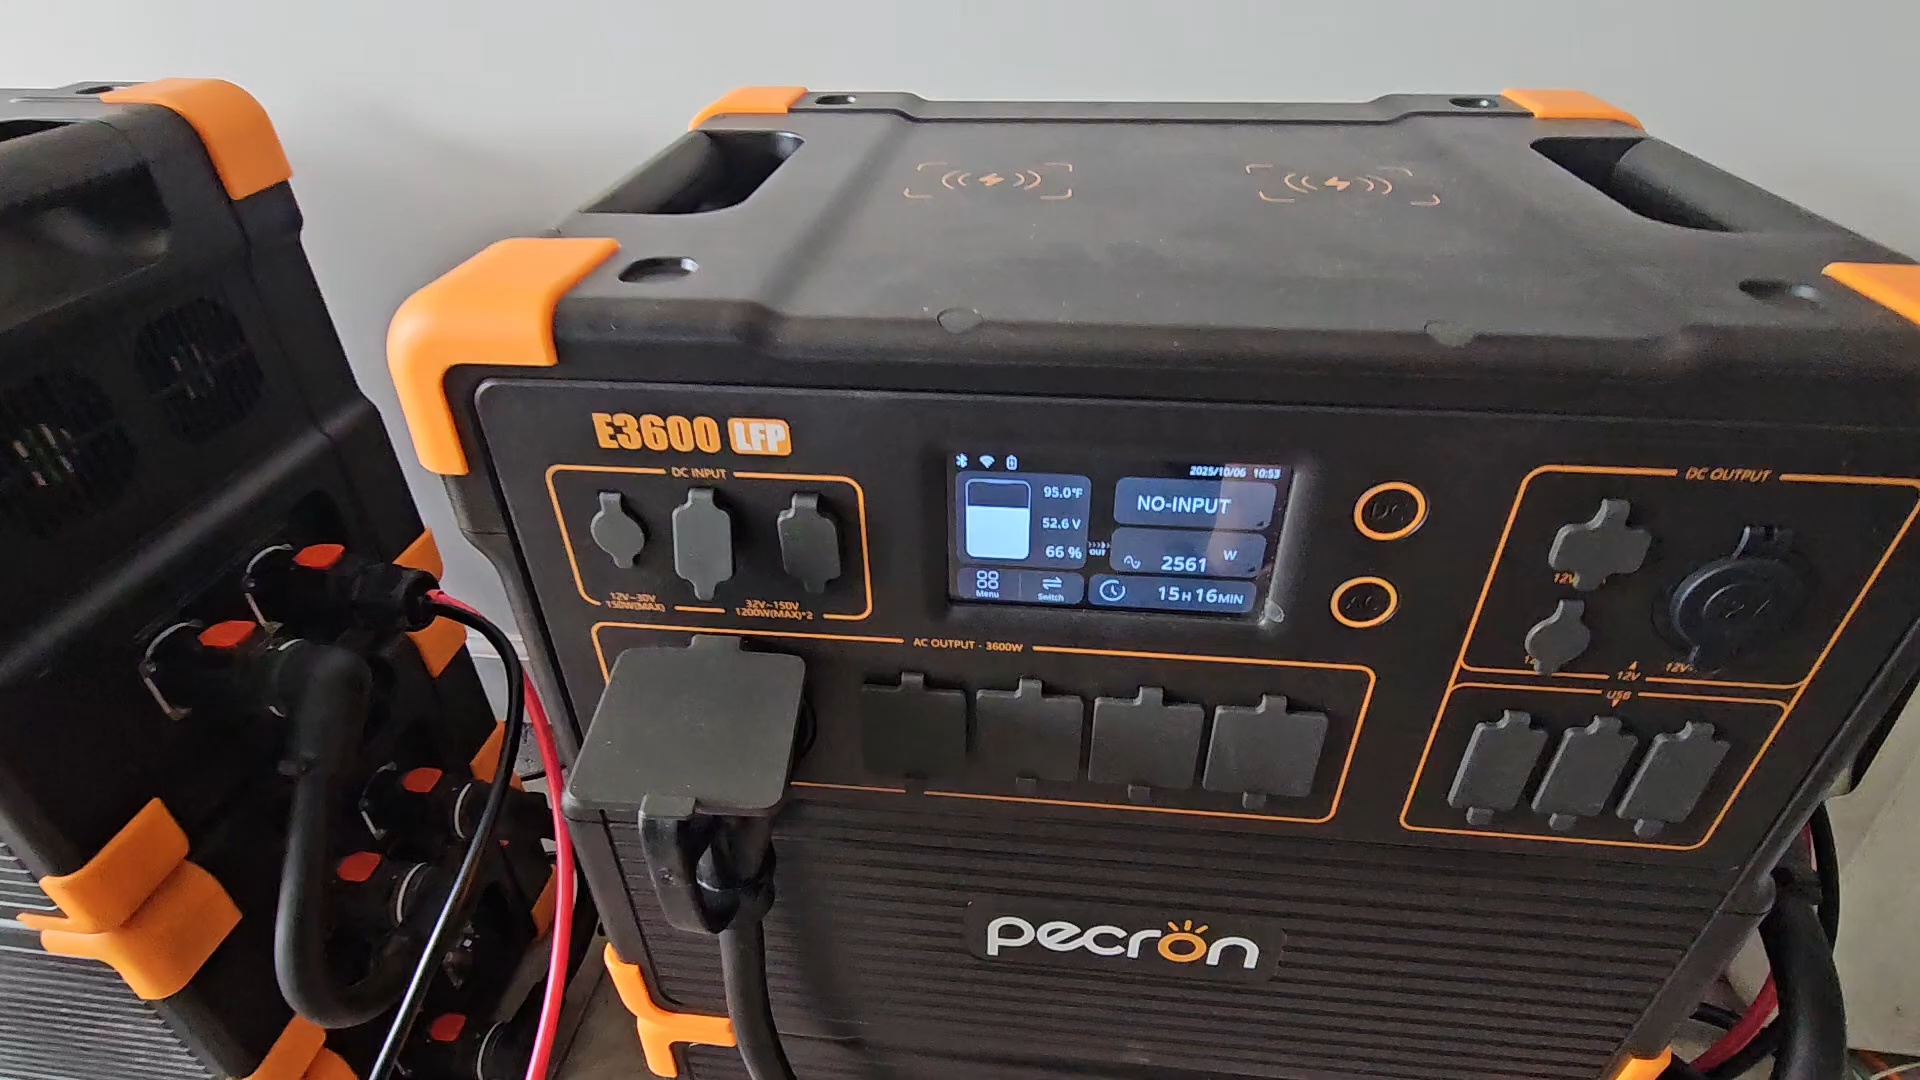 E3600 LFP
DC INPUT
12V~30V
150W(MAX)
32V~150V
1200W(MAX)*2
2025/10/06 10:53
95.0°F
52.6 V
66 %
NO-INPUT
OUT
2561 W
Menu
Switch
15H 16MIN
DC
AC
AC OUTPUT - 3600W
DC OUTPUT
12V
12V
USB
pecron